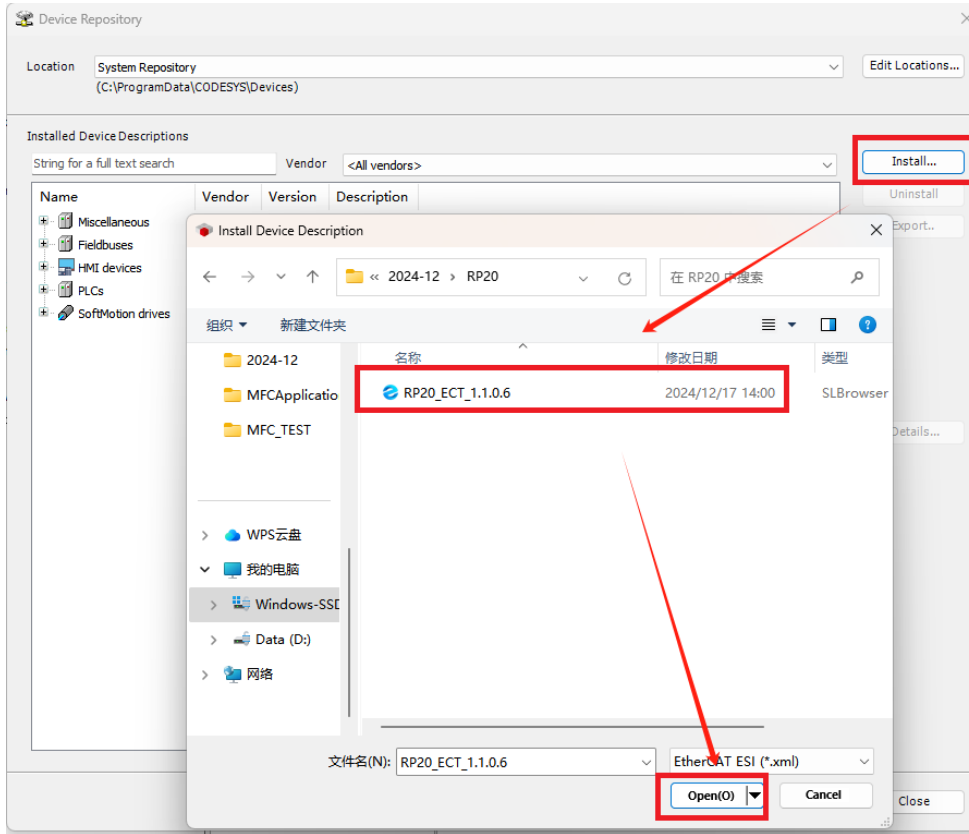 Device Repository
Location System Repository Edit Locations...
(C:\ProgramData\CODESYS\Devices)
Installed Device Descriptions
String for a full text search Vendor <All vendors> Install...
Name Vendor Version Description Uninstall
Miscellaneous
Fieldbuses
HMI devices
PLCs
SoftMotion drives
Export..
Details...
Close
Install Device Description
« 2024-12 › RP20 在 RP20 中搜索
组织 新建文件夹
名称 修改日期 类型
2024-12
MFCApplicatio
MFC_TEST
RP20_ECT_1.1.0.6 2024/12/17 14:00 SLBrowser
WPS云盘
我的电脑
Windows-SSD
Data (D:)
网络
文件名(N): RP20_ECT_1.1.0.6 EtherCAT ESI (*.xml)
Open(O) Cancel